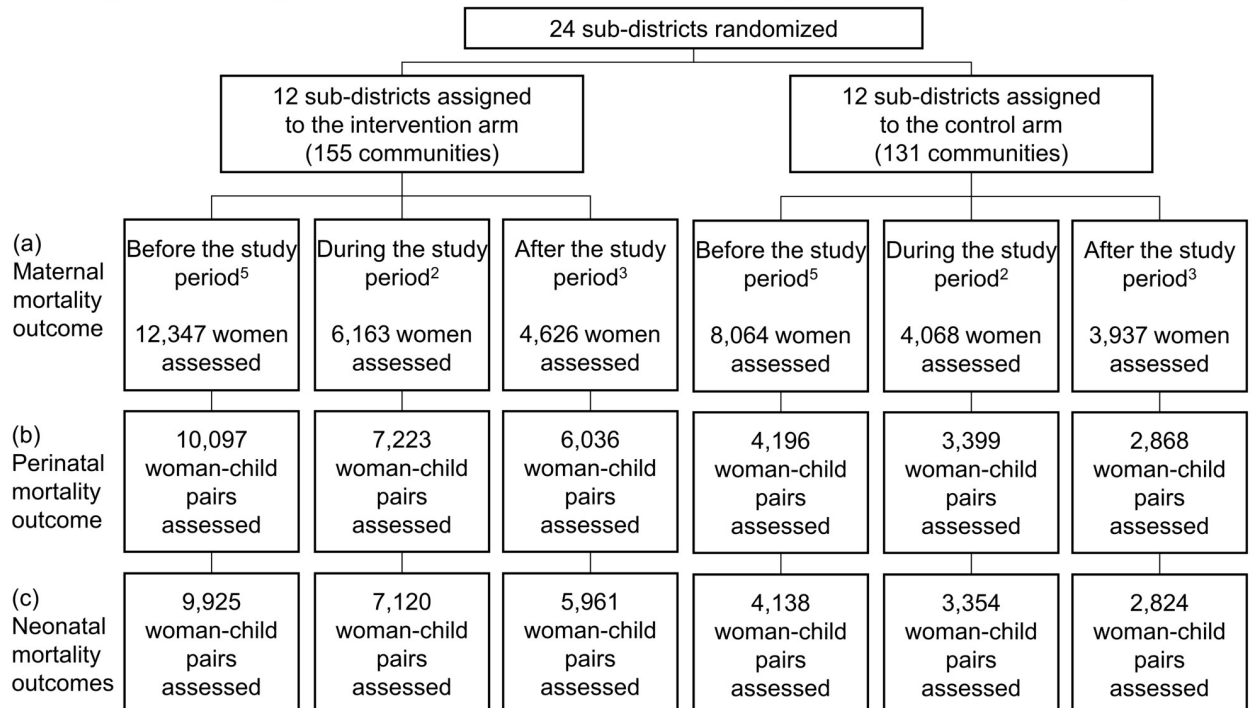 24 sub-districts randomized
12 sub-districts assigned
to the intervention arm
(155 communities)
12 sub-districts assigned
to the control arm
(131 communities)
(a)
Maternal
mortality
outcome
Before the study
period⁵
12,347 women
assessed
During the study
period²
6,163 women
assessed
After the study
period³
4,626 women
assessed
Before the study
period⁵
8,064 women
assessed
During the study
period²
4,068 women
assessed
After the study
period³
3,937 women
assessed
(b)
Perinatal
mortality
outcome
10,097
woman-child
pairs
assessed
7,223
woman-child
pairs
assessed
6,036
woman-child
pairs
assessed
4,196
woman-child
pairs
assessed
3,399
woman-child
pairs
assessed
2,868
woman-child
pairs
assessed
(c)
Neonatal
mortality
outcomes
9,925
woman-child
pairs
assessed
7,120
woman-child
pairs
assessed
5,961
woman-child
pairs
assessed
4,138
woman-child
pairs
assessed
3,354
woman-child
pairs
assessed
2,824
woman-child
pairs
assessed